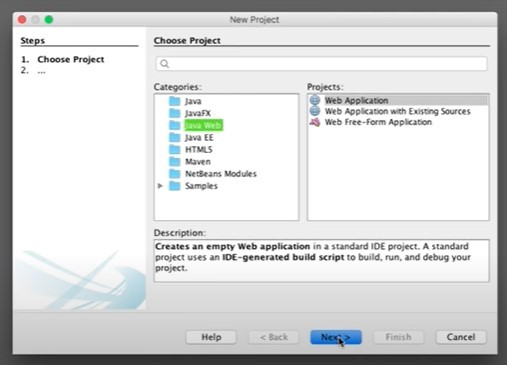 New Project
Steps
1. Choose Project
2. ...
Choose Project
Categories:
Java
JavaFX
Java Web
Java EE
HTML5
Maven
NetBeans Modules
Samples
Projects:
Web Application
Web Application with Existing Sources
Web Free-Form Application
Description:
Creates an empty Web application in a standard IDE project. A standard
project uses an IDE-generated build script to build, run, and debug your
project.
Help
< Back
Next >
Finish
Cancel